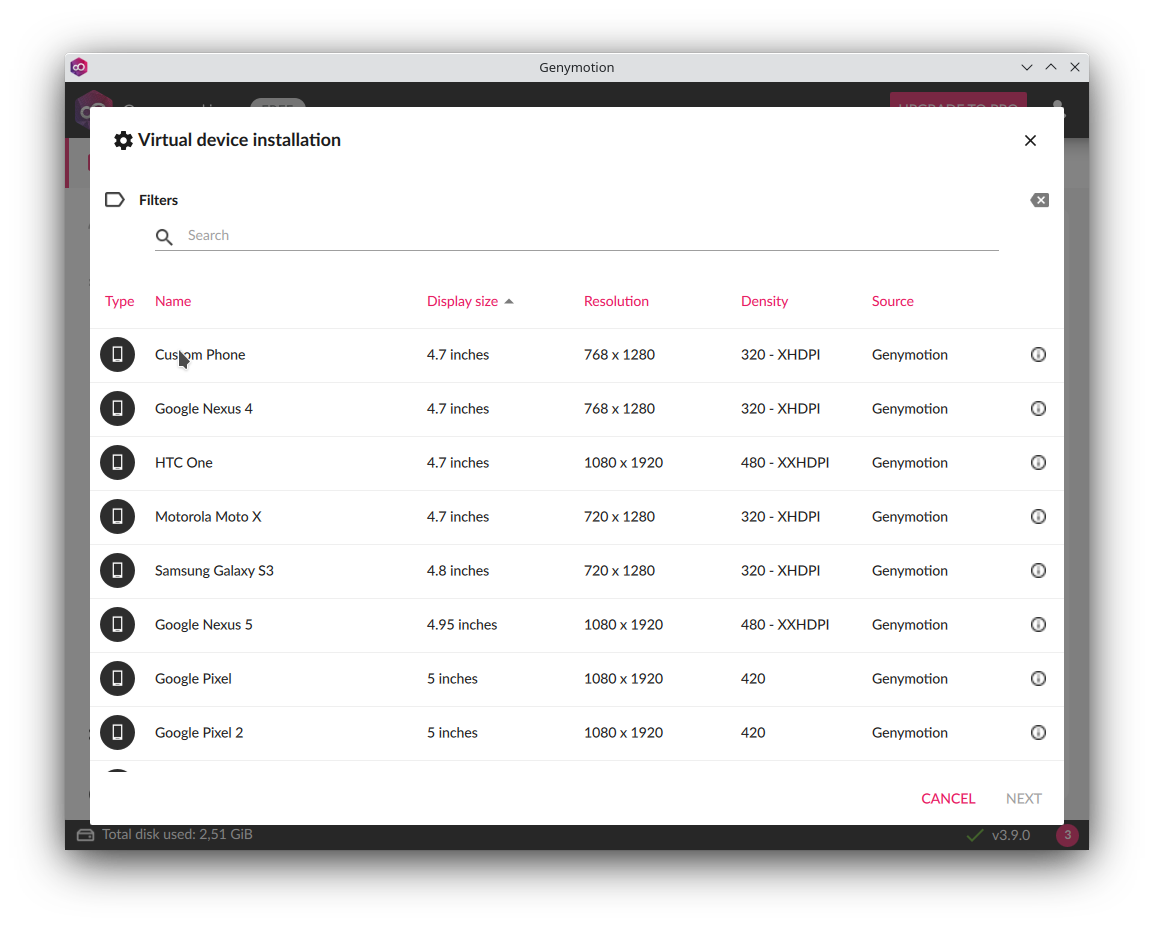 Genymotion
Virtual device installation
Filters
Search
Type Name Display size Resolution Density Source
Custom Phone 4.7 inches 768 x 1280 320 - XHDPI Genymotion
Google Nexus 4 4.7 inches 768 x 1280 320 - XHDPI Genymotion
HTC One 4.7 inches 1080 x 1920 480 - XXHDPI Genymotion
Motorola Moto X 4.7 inches 720 x 1280 320 - XHDPI Genymotion
Samsung Galaxy S3 4.8 inches 720 x 1280 320 - XHDPI Genymotion
Google Nexus 5 4.95 inches 1080 x 1920 480 - XXHDPI Genymotion
Google Pixel 5 inches 1080 x 1920 420 Genymotion
Google Pixel 2 5 inches 1080 x 1920 420 Genymotion
CANCEL NEXT
Total disk used: 2,51 GiB v3.9.0 3